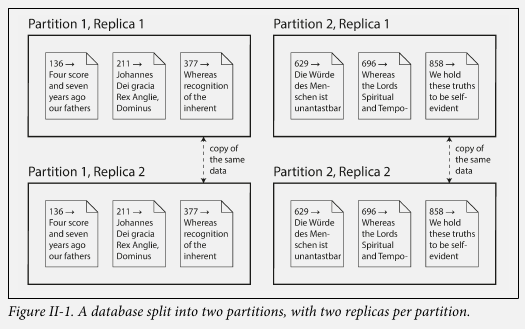 Partition 1, Replica 1
136 →
Four score
and seven
years ago
our fathers
211 →
Johannes
Dei gracia
Rex Anglie,
Dominus
377 →
Whereas
recognition
of the
inherent
Partition 2, Replica 1
629 →
Die Würde
des Men-
schen ist
unantastbar
696 →
Whereas
the Lords
Spiritual
and Tempo-
858 →
We hold
these truths
to be self-
evident
copy of
the same
data
copy of
the same
data
Partition 1, Replica 2
136 →
Four score
and seven
years ago
our fathers
211 →
Johannes
Dei gracia
Rex Anglie,
Dominus
377 →
Whereas
recognition
of the
inherent
Partition 2, Replica 2
629 →
Die Würde
des Men-
schen ist
unantastbar
696 →
Whereas
the Lords
Spiritual
and Tempo-
858 →
We hold
these truths
to be self-
evident
Figure II-1. A database split into two partitions, with two replicas per partition.